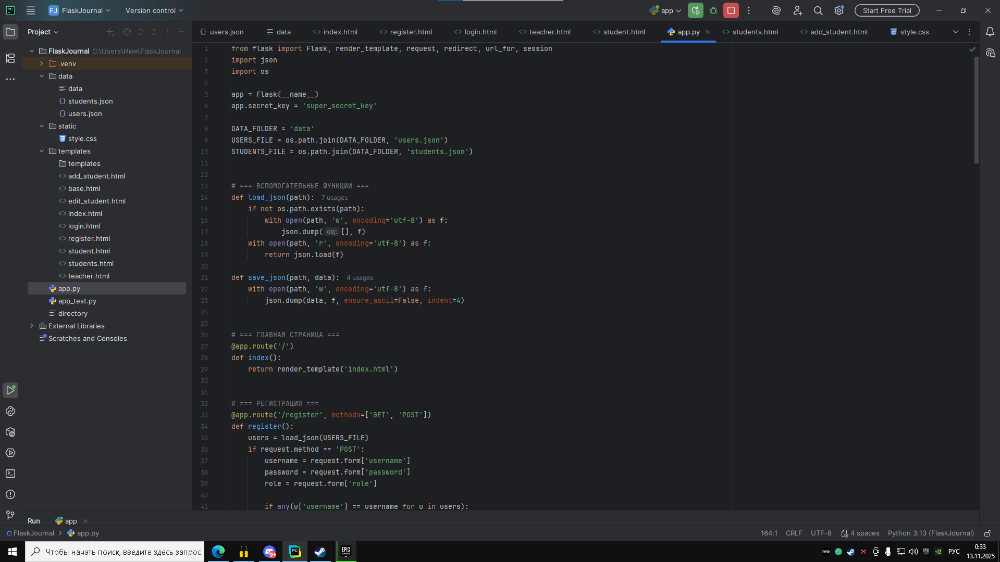 FJ FlaskJournal Version control app Start Free Trial
Project
users.json data index.html register.html login.html teacher.html student.html app.py students.html add_student.html style.css
FlaskJournal C:\Users\Имя\FlaskJournal
.venv
data
data
students.json
users.json
static
style.css
templates
templates
add_student.html
base.html
edit_student.html
index.html
login.html
register.html
student.html
students.html
teacher.html
app.py
app_test.py
directory
External Libraries
Scratches and Consoles
1 from flask import Flask, render_template, request, redirect, url_for, session
2 import json
3 import os
4
5 app = Flask(__name__)
6 app.secret_key = 'super_secret_key'
7
8 DATA_FOLDER = 'data'
9 USERS_FILE = os.path.join(DATA_FOLDER, 'users.json')
10 STUDENTS_FILE = os.path.join(DATA_FOLDER, 'students.json')
11
12
13 # === ВСПОМОГАТЕЛЬНЫЕ ФУНКЦИИ ===
14 def load_json(path): 7 usages
15 if not os.path.exists(path):
16 with open(path, 'w', encoding='utf-8') as f:
17 json.dump( obj: [], f)
18 with open(path, 'r', encoding='utf-8') as f:
19 return json.load(f)
20
21 def save_json(path, data): 4 usages
22 with open(path, 'w', encoding='utf-8') as f:
23 json.dump(data, f, ensure_ascii=False, indent=4)
24
25
26 # === ГЛАВНАЯ СТРАНИЦА ===
27 @app.route('/')
28 def index():
29 return render_template('index.html')
30
31
32 # === РЕГИСТРАЦИЯ ===
33 @app.route('/register', methods=['GET', 'POST'])
34 def register():
35 users = load_json(USERS_FILE)
36 if request.method == 'POST':
37 username = request.form['username']
38 password = request.form['password']
39 role = request.form['role']
40
41 if any(u['username'] == username for u in users):
Run app
FlaskJournal app.py 164:1 CRLF UTF-8 4 spaces Python 3.13 (FlaskJournal)
Чтобы начать поиск, введите здесь запрос
9+
PC
EPIC GAMES
РУС
0:33
13.11.2025